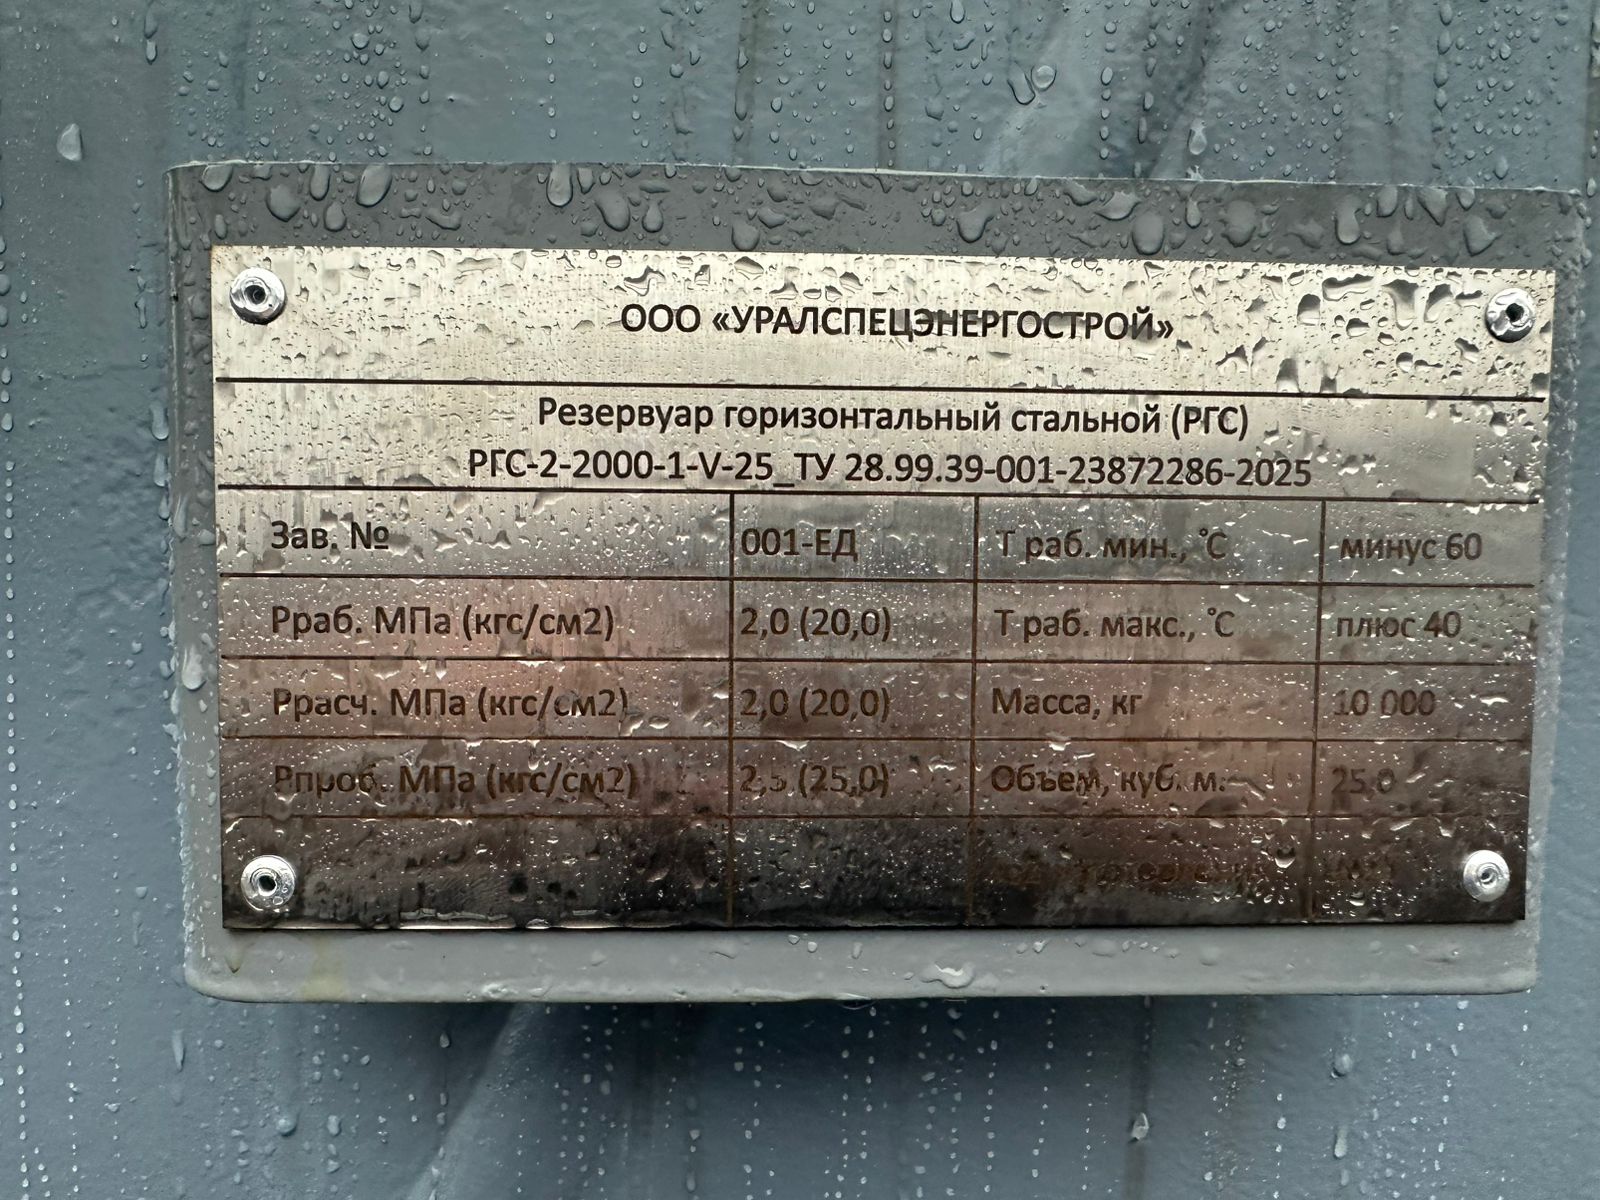 ООО «УРАЛСПЕЦЭНЕРГОСТРОЙ»
Резервуар горизонтальный стальной (РГС)
РГС-2-2000-1-V-25_ТУ 28.99.39-001-23872286-2025
Зав. № 001-ЕД Т раб. мин., °С минус 60
Рраб. МПа (кгс/см2) 2,0 (20,0) Т раб. макс., °С плюс 40
Ррасч. МПа (кгс/см2) 2,0 (20,0) Масса, кг 10 000
Рпроб. МПа (кгс/см2) 2,5 (25,0) Объем, куб. м. 25,0